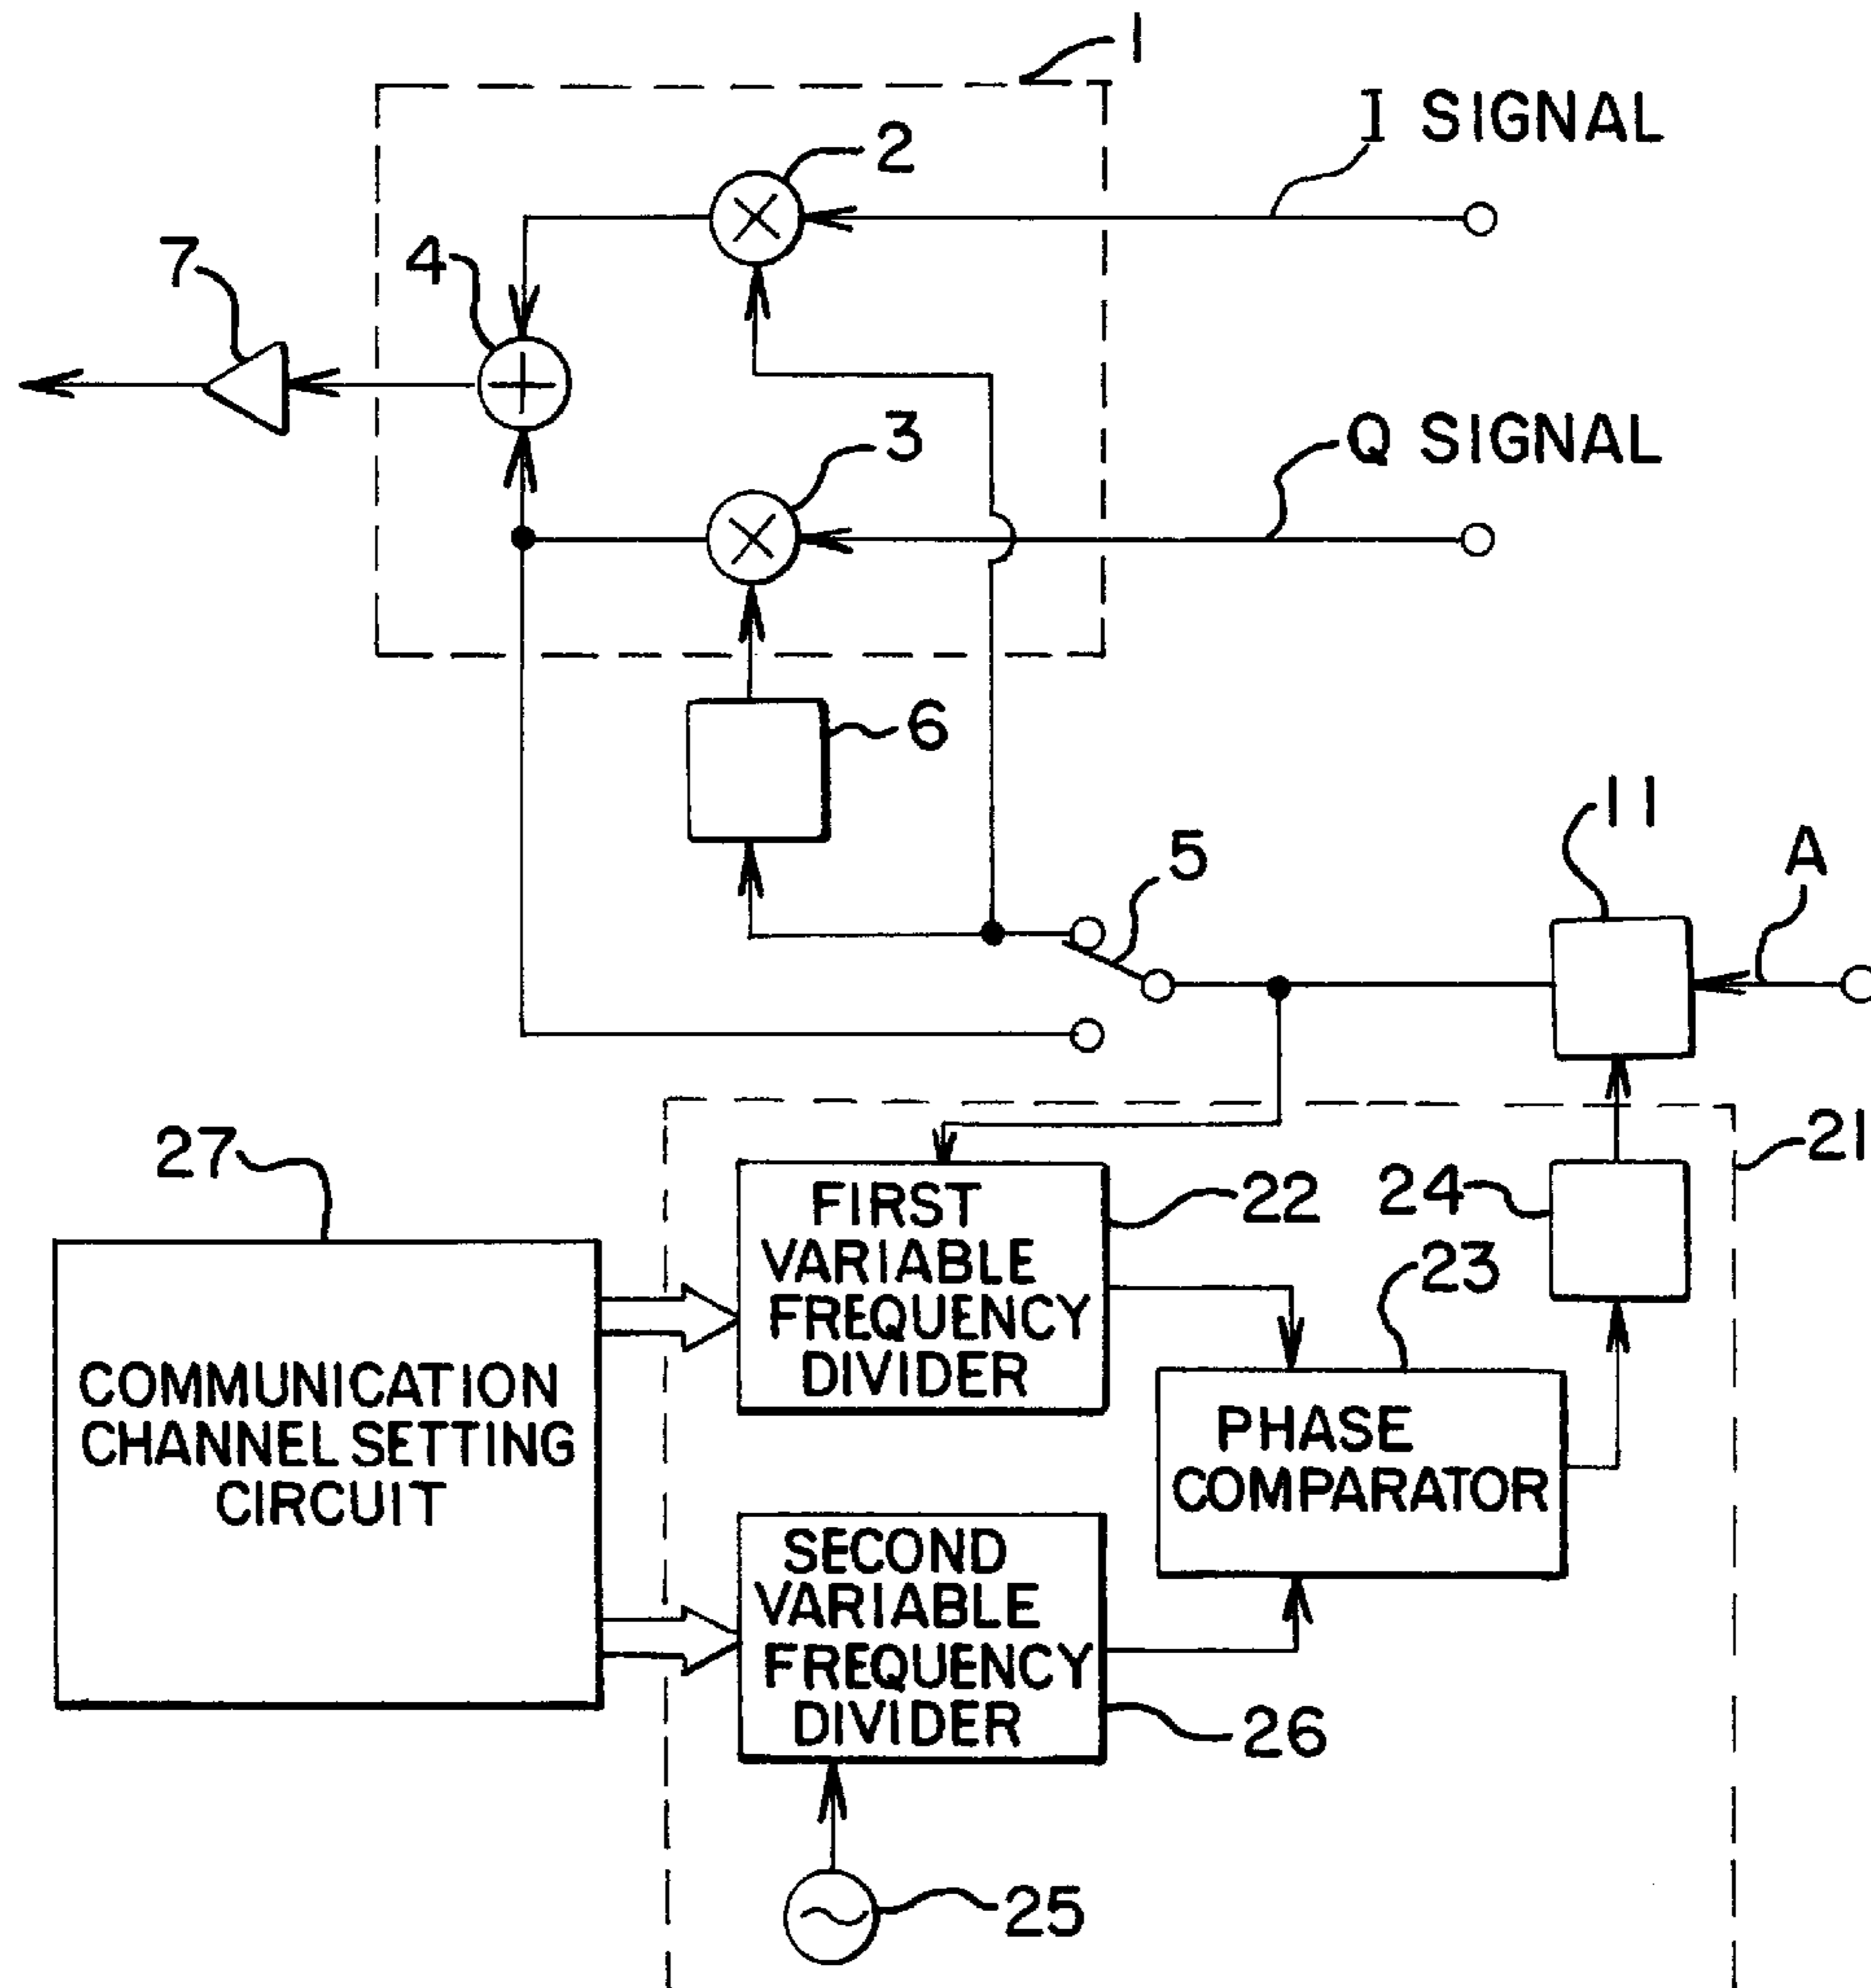 1
I SIGNAL
2
7
4
Q SIGNAL
3
6
11
5
A
27
21
FIRST
VARIABLE
FREQUENCY
DIVIDER
22
24
23
COMMUNICATION
CHANNEL SETTING
CIRCUIT
PHASE
COMPARATOR
SECOND
VARIABLE
FREQUENCY
DIVIDER
26
25